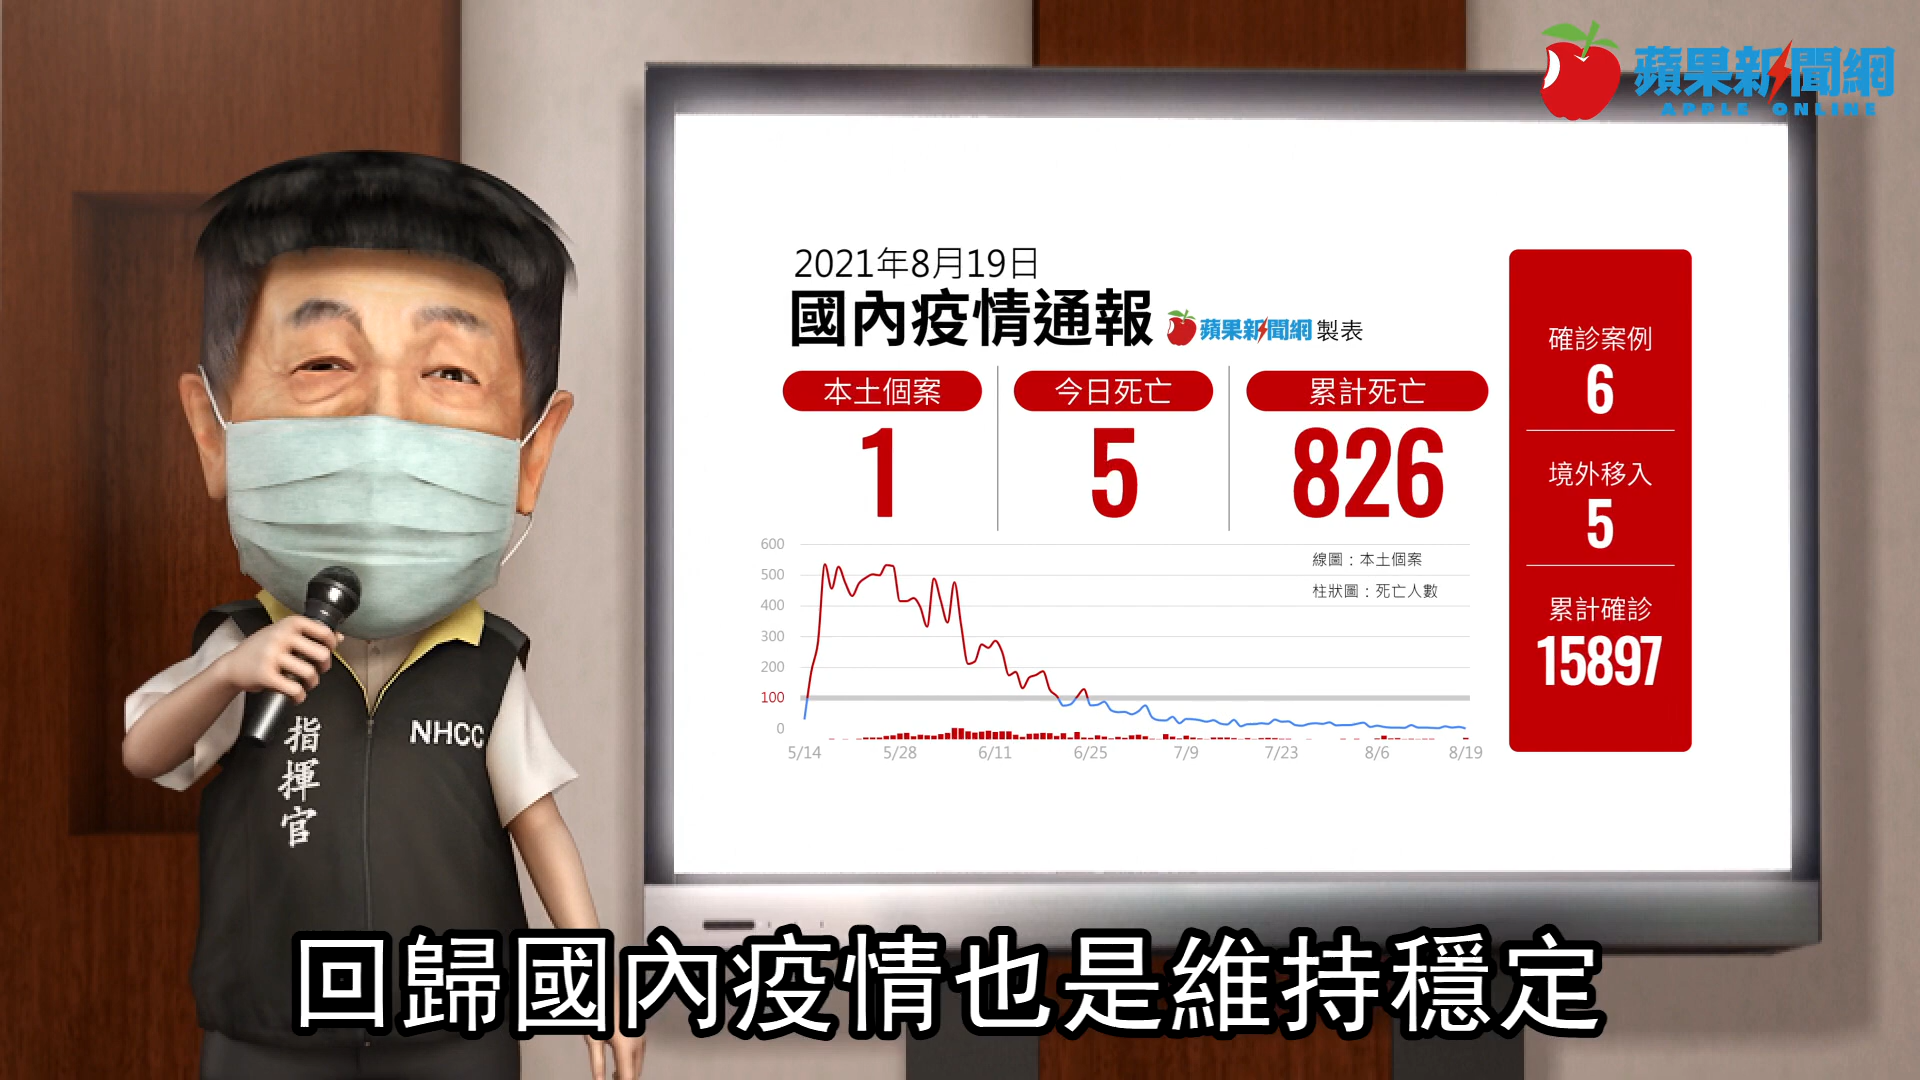 蘋果新聞網
APPLE ONLINE
2021年8月19日
國內疫情通報
蘋果新聞網 製表
本土個案
1
今日死亡
5
累計死亡
826
確診案例
6
境外移入
5
累計確診
15897
線圖：本土個案
柱狀圖：死亡人數
600
500
400
300
200
100
0
5/14 5/28 6/11 6/25 7/9 7/23 8/6 8/19
指揮官
NHCC
回歸國內疫情也是維持穩定